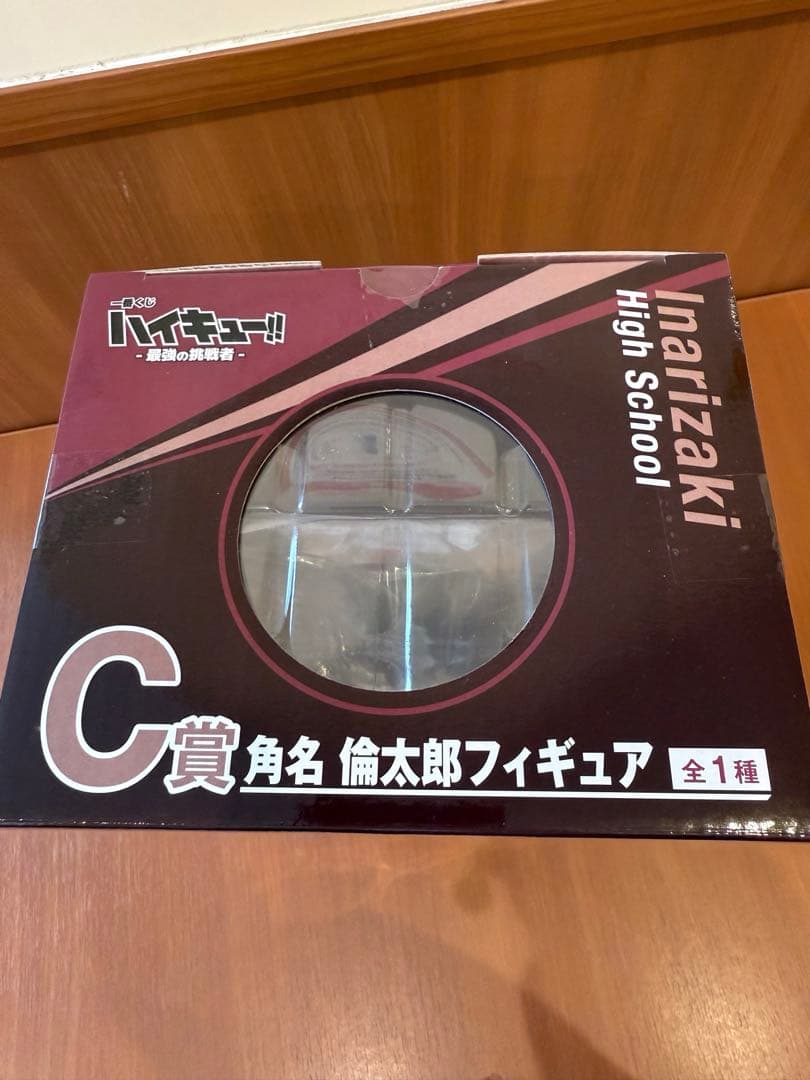 一番くじ
ハイキュー!!
- 最強の挑戦者 -
Inarizaki
High School
C賞 角名 倫太郎フィギュア 全1種